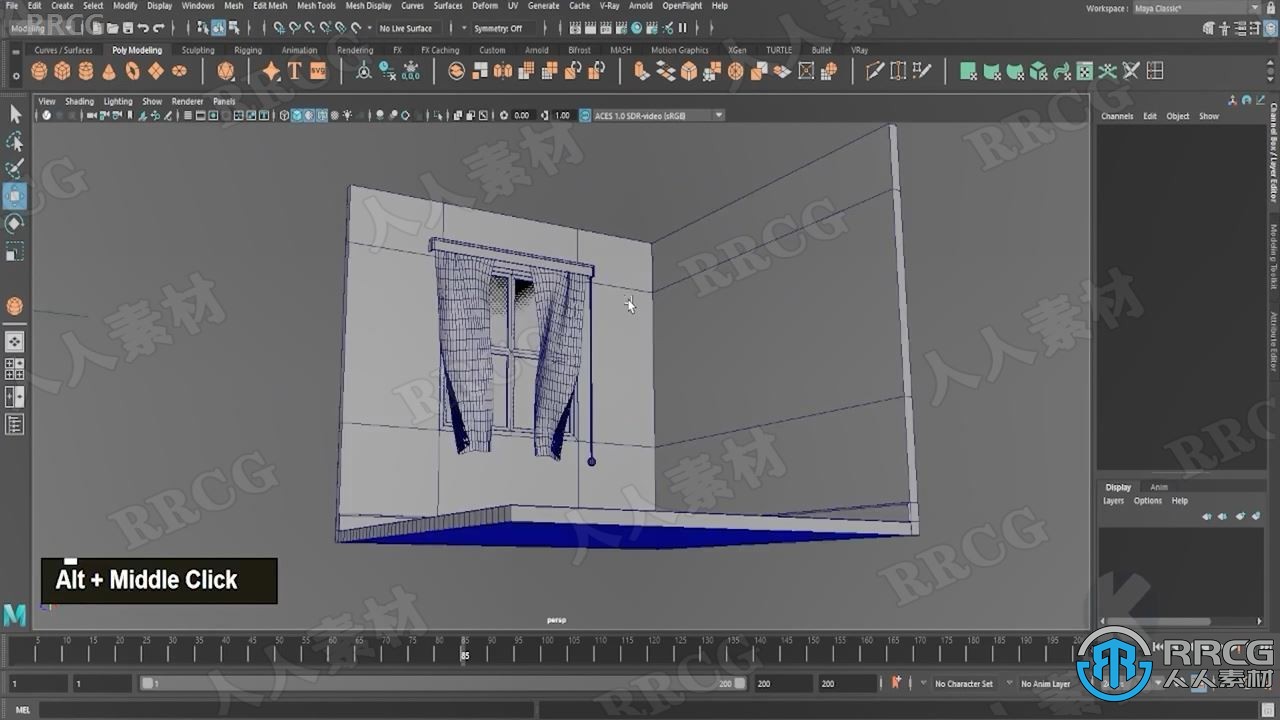 File Edit Create Select Modify Display Windows Mesh Edit Mesh Mesh Tools Mesh Display Curves Surfaces Deform UV Generate Cache V-Ray Arnold OpenFlight Help
Workspace : Maya Classic*
Modeling
No Live Surface
Symmetry: Off
Curves / Surfaces Poly Modeling Sculpting Rigging Animation Rendering FX FX Caching Custom Arnold Bifrost MASH Motion Graphics XGen TURTLE Bullet VRay
View Shading Lighting Show Renderer Panels
0.00 1.00 ACES 1.0 SDR-video (sRGB)
Channels Edit Object Show
Channel Box / Layer Editor
Modeling Toolkit
Attribute Editor
Display Anim
Layers Options Help
Alt + Middle Click
persp
5 10 15 20 25 30 35 40 45 50 55 60 65 70 75 80 85 90 95 100 105 110 115 120 125 130 135 140 145 150 155 160 165 170 175 180 185 190 195
85
1 1 1 200 200 200 No Character Set No Anim Layer
MEL
RRCG
人人素材